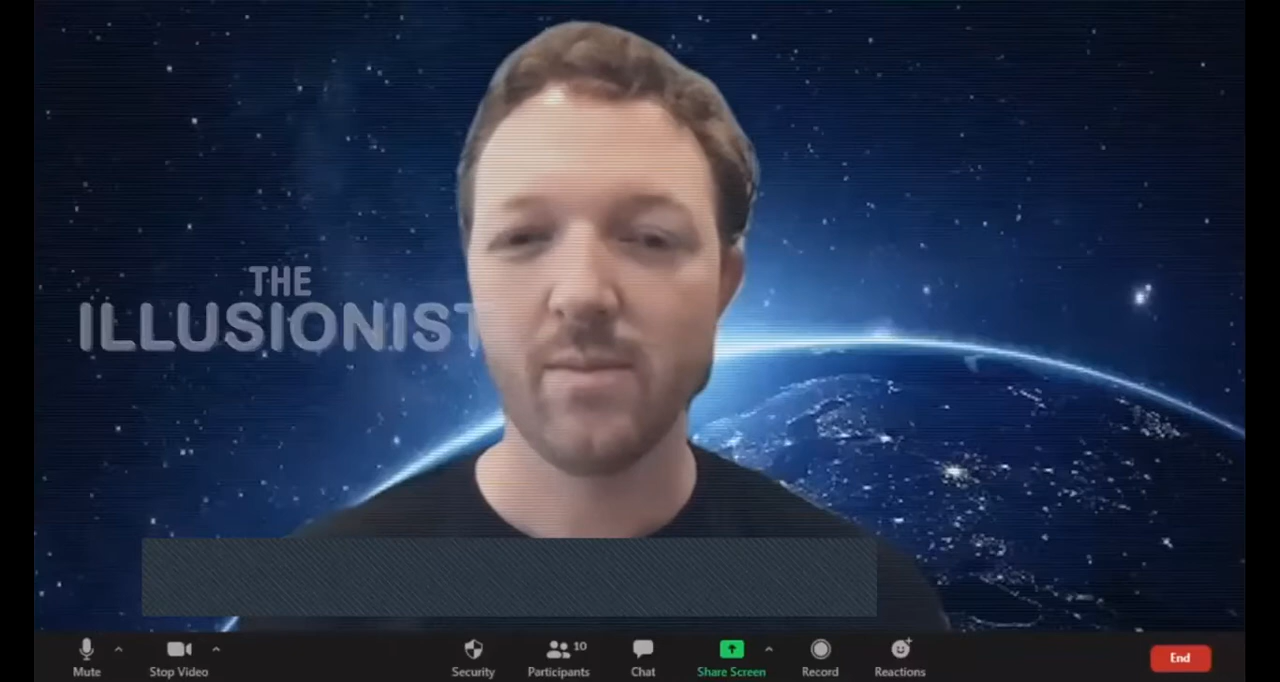 THE
ILLUSIONIST
10
Mute
Stop Video
Security
Participants
Chat
Share Screen
Record
Reactions
End